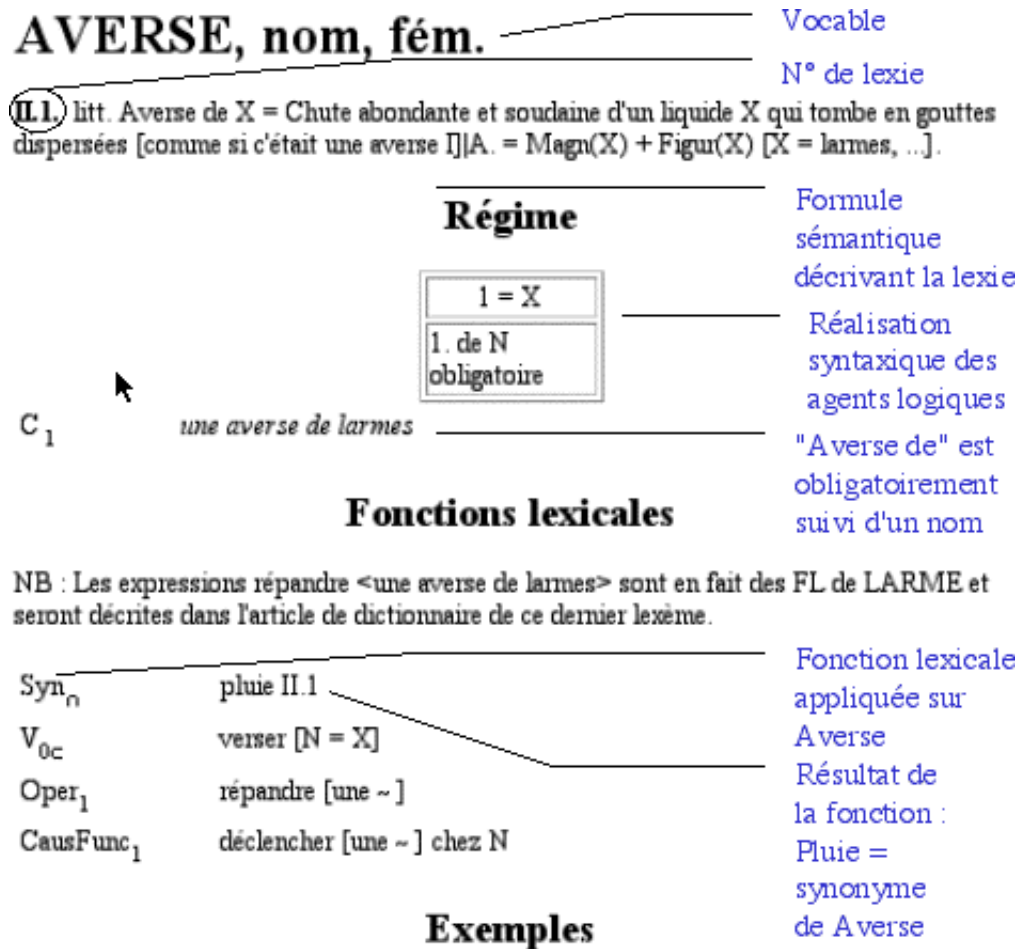 AVERSE, nom, fém.
Vocable
N° de lexie
II.1. litt. Averse de X = Chute abondante et soudaine d'un liquide X qui tombe en gouttes
dispersées [comme si c'était une averse I]|A. = Magn(X) + Figur(X) [X = larmes, ...].
Régime
Formule
sémantique
décrivant la lexie
1 = X
1. de N
obligatoire
Réalisation
syntaxique des
agents logiques
C 1
une averse de larmes
"Averse de" est
obligatoirement
suivi d'un nom
Fonctions lexicales
NB : Les expressions répandre <une averse de larmes> sont en fait des FL de LARME et
seront décrites dans l'article de dictionnaire de ce dernier lexème.
Syn∩ pluie II.1
V0⊂ verser [N = X]
Oper1 répandre [une ~ ]
CausFunc1 déclencher [une ~ ] chez N
Fonction lexicale
appliquée sur
Averse
Résultat de
la fonction :
Pluie =
synonyme
de Averse
Exemples